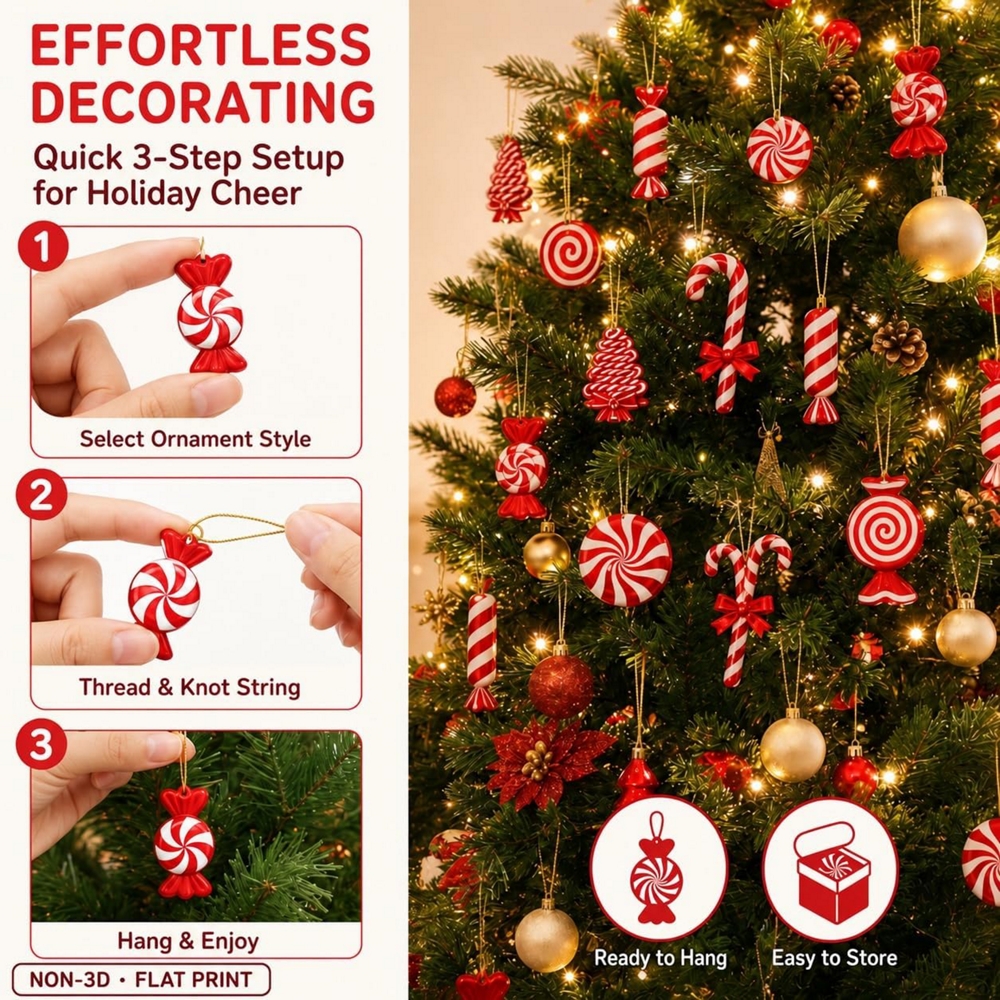 EFFORTLESS
DECORATING
Quick 3-Step Setup
for Holiday Cheer
1
Select Ornament Style
2
Thread & Knot String
3
Hang & Enjoy
NON-3D • FLAT PRINT
Ready to Hang
Easy to Store